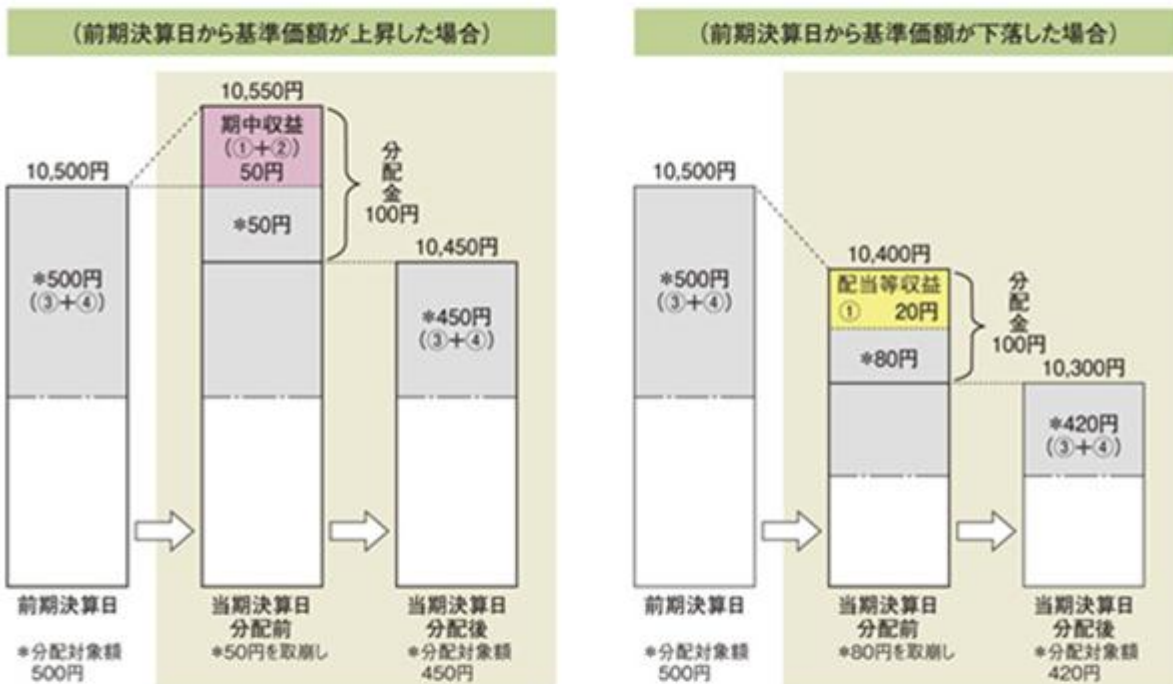 (前期決算日から基準価額が上昇した場合)
10,550円
期中収益
(①+②)
50円
10,500円
*50円
分配金
100円
10,450円
*500円
(③+④)
*450円
(③+④)
前期決算日
*分配対象額
500円
当期決算日
分配前
*50円を取崩し
当期決算日
分配後
*分配対象額
450円
(前期決算日から基準価額が下落した場合)
10,500円
10,400円
配当等収益
① 20円
*80円
分配金
100円
10,300円
*500円
(③+④)
*420円
(③+④)
前期決算日
*分配対象額
500円
当期決算日
分配前
*80円を取崩し
当期決算日
分配後
*分配対象額
420円